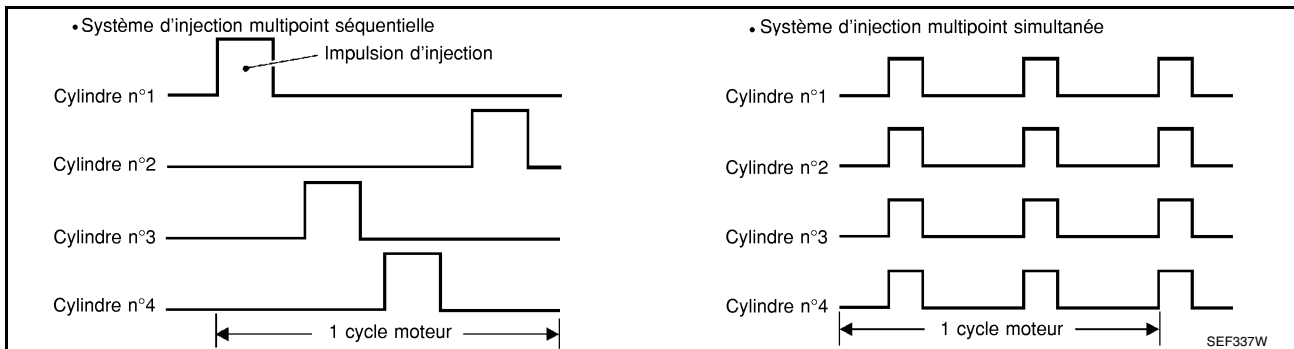 • Système d'injection multipoint séquentielle
Impulsion d'injection
Cylindre n°1
Cylindre n°2
Cylindre n°3
Cylindre n°4
1 cycle moteur
• Système d'injection multipoint simultanée
Cylindre n°1
Cylindre n°2
Cylindre n°3
Cylindre n°4
1 cycle moteur
SEF337W